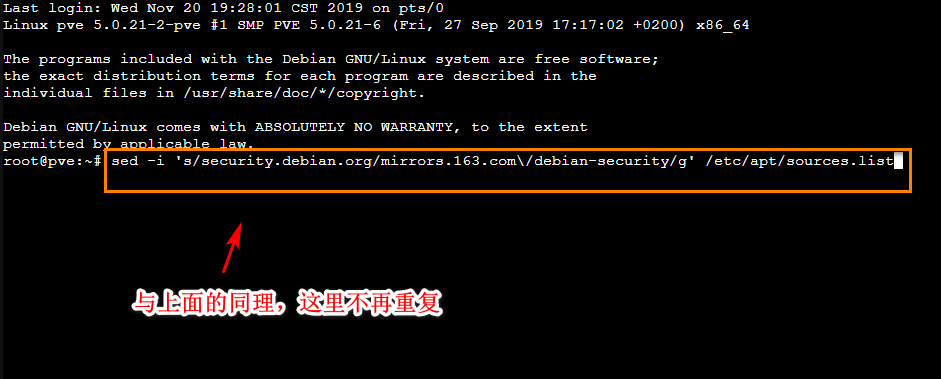 Last login: Wed Nov 20 19:28:01 CST 2019 on pts/0
Linux pve 5.0.21-2-pve #1 SMP PVE 5.0.21-6 (Fri, 27 Sep 2019 17:17:02 +0200) x86_64
The programs included with the Debian GNU/Linux system are free software;
the exact distribution terms for each program are described in the
individual files in /usr/share/doc/*/copyright.
Debian GNU/Linux comes with ABSOLUTELY NO WARRANTY, to the extent
permitted by applicable law.
root@pve:~# sed -i 's/security.debian.org/mirrors.163.com\/debian-security/g' /etc/apt/sources.list
与上面的同理，这里不再重复